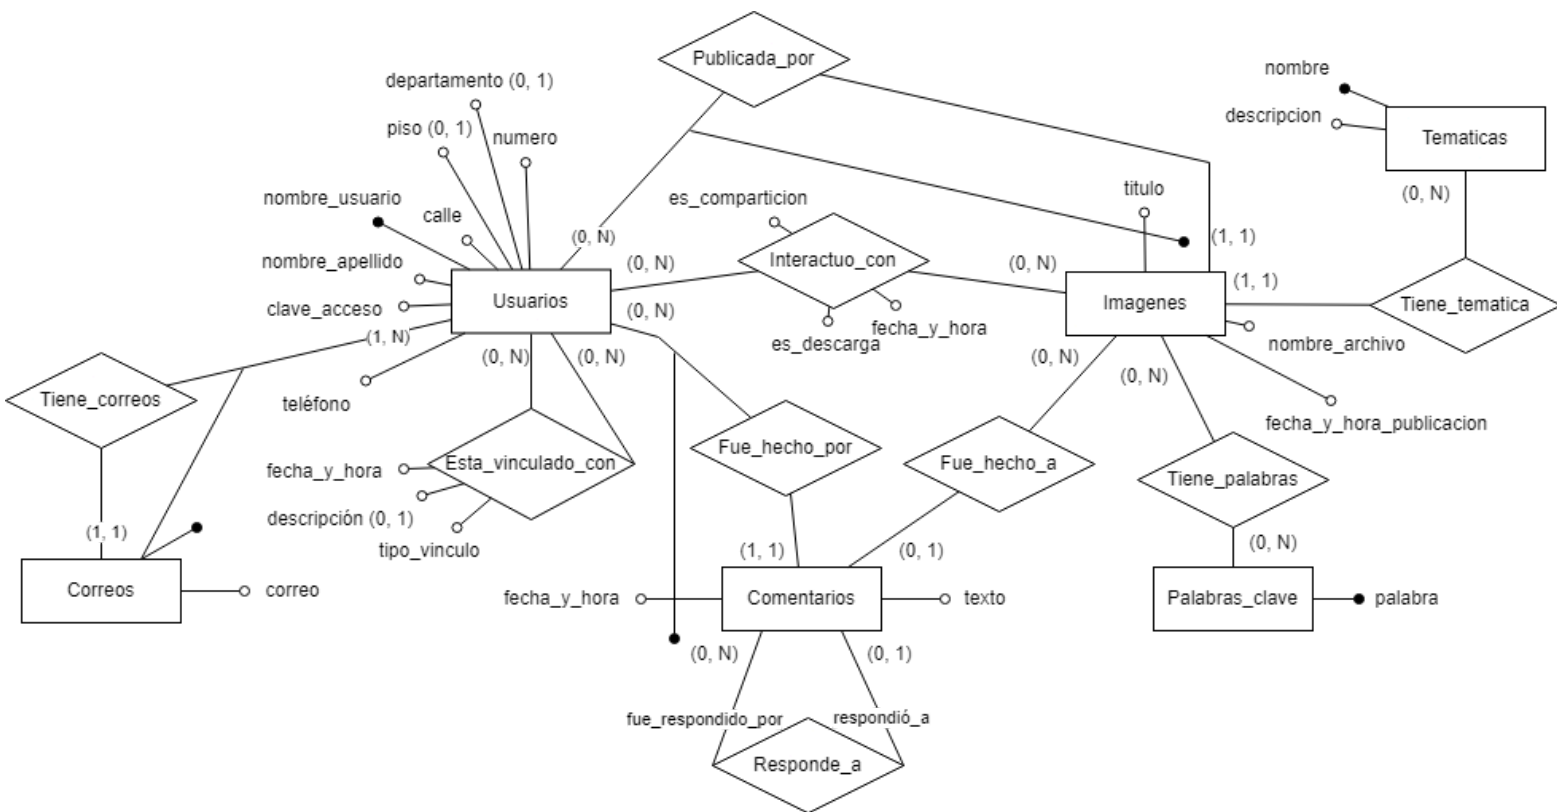 Publicada_por
nombre
departamento (0, 1)
descripcion
piso (0, 1)
numero
Tematicas
nombre_usuario
calle
es_comparticion
titulo
(0, N)
(0, N)
(1, 1)
nombre_apellido
(0, N)
Interactuo_con
(0, N)
(1, 1)
clave_acceso
Usuarios
(0, N)
Imagenes
Tiene_tematica
fecha_y_hora
es_descarga
nombre_archivo
(1, N)
(0, N)
(0, N)
(0, N)
(0, N)
Tiene_correos
teléfono
fecha_y_hora_publicacion
Fue_hecho_por
Fue_hecho_a
fecha_y_hora
Esta_vinculado_con
Tiene_palabras
descripción (0, 1)
tipo_vinculo
(1, 1)
(1, 1)
(0, 1)
(0, N)
Correos
correo
fecha_y_hora
Comentarios
texto
Palabras_clave
palabra
(0, N)
(0, 1)
fue_respondido_por
respondió_a
Responde_a